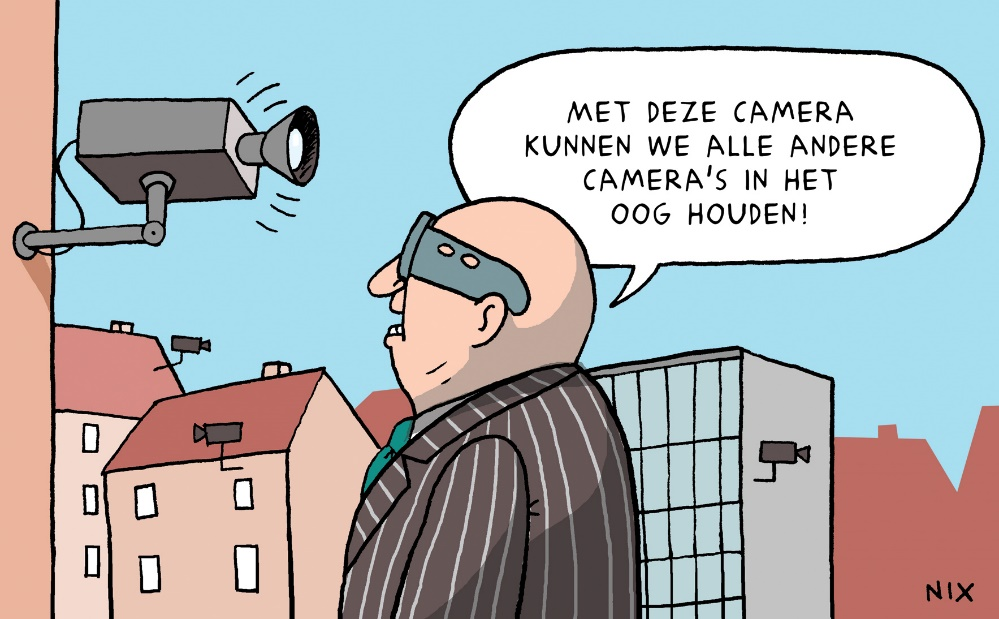 MET DEZE CAMERA
KUNNEN WE ALLE ANDERE
CAMERA'S IN HET
OOG HOUDEN!
NIX